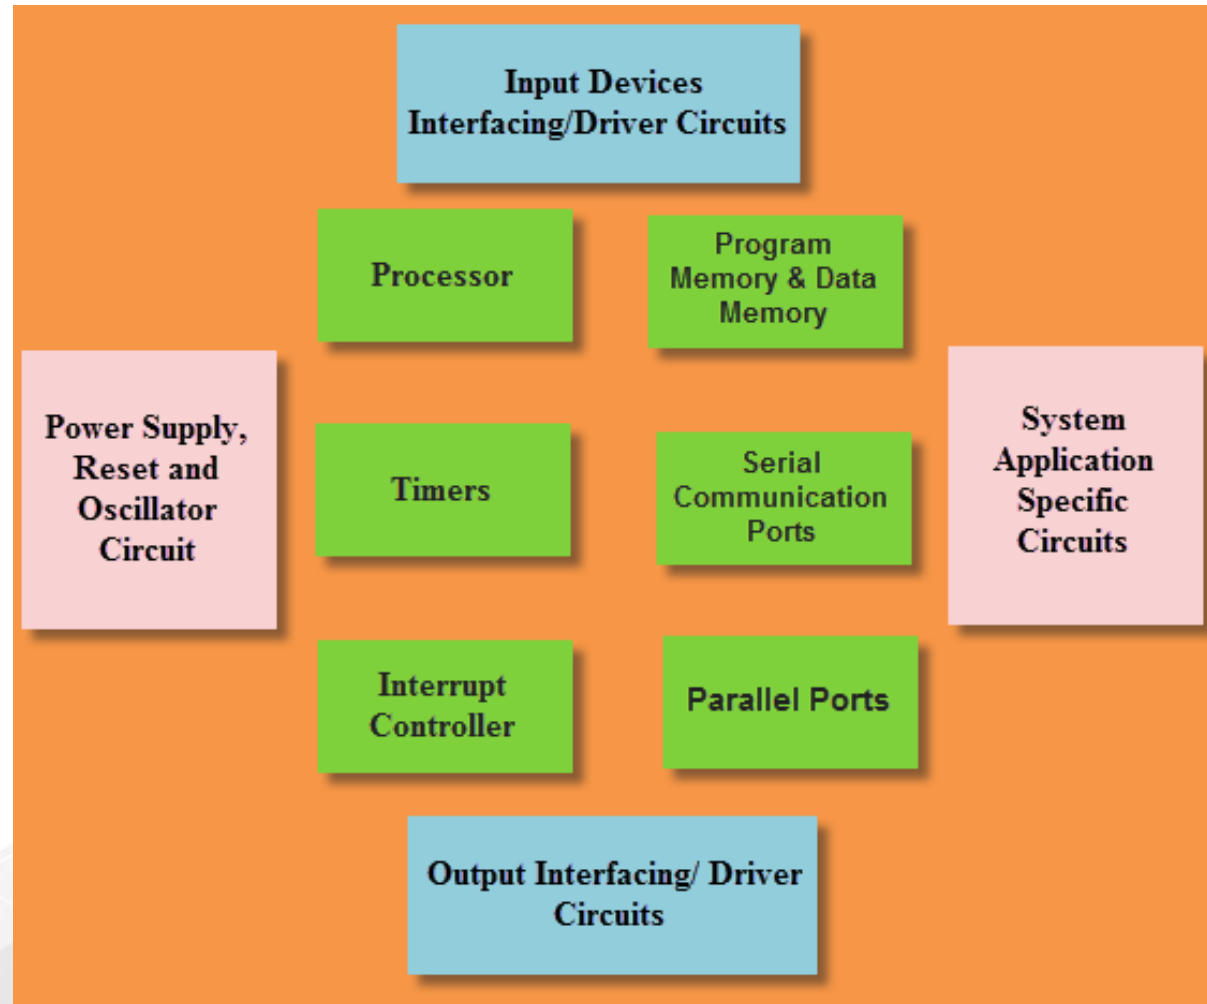 Input Devices
Interfacing/Driver Circuits
Processor
Program
Memory & Data
Memory
Power Supply,
Reset and
Oscillator
Circuit
Timers
Serial
Communication
Ports
System
Application
Specific
Circuits
Interrupt
Controller
Parallel Ports
Output Interfacing/ Driver
Circuits